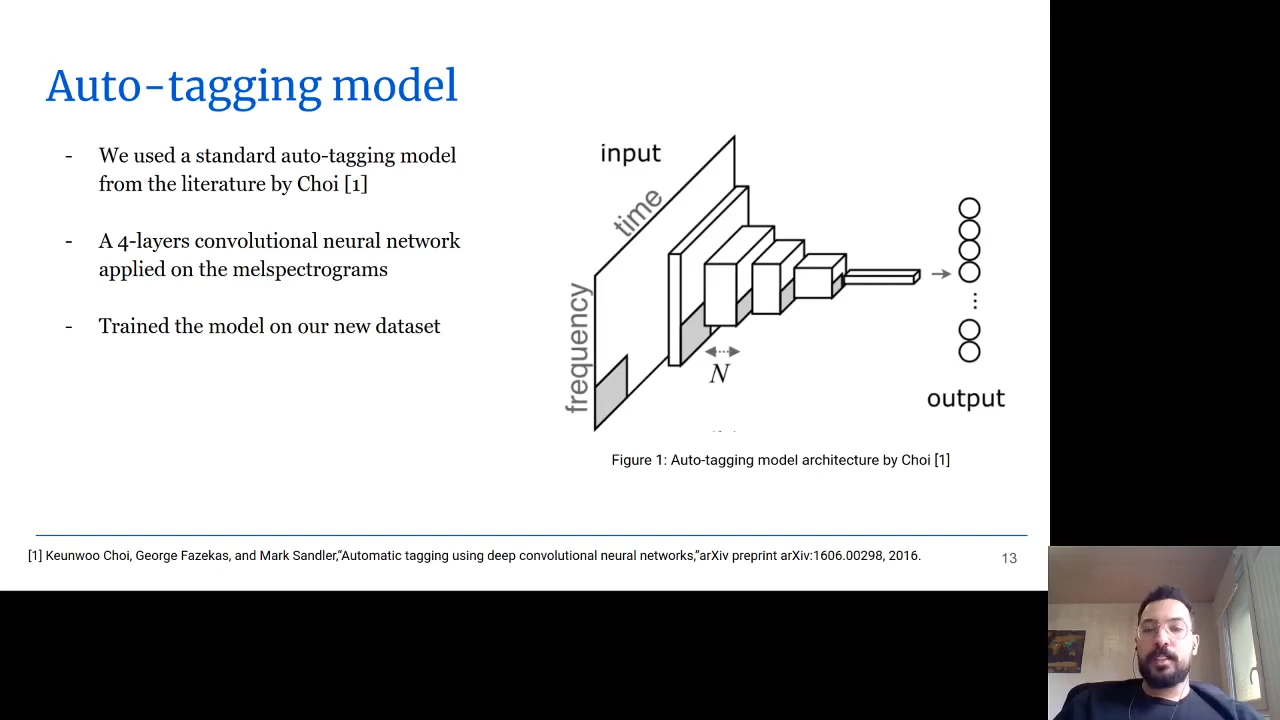 Auto-tagging model
- We used a standard auto-tagging model
from the literature by Choi [1]
- A 4-layers convolutional neural network
applied on the melspectrograms
- Trained the model on our new dataset
input
time
frequency
N
output
Figure 1: Auto-tagging model architecture by Choi [1]
[1] Keunwoo Choi, George Fazekas, and Mark Sandler,“Automatic tagging using deep convolutional neural networks,”arXiv preprint arXiv:1606.00298, 2016.
13